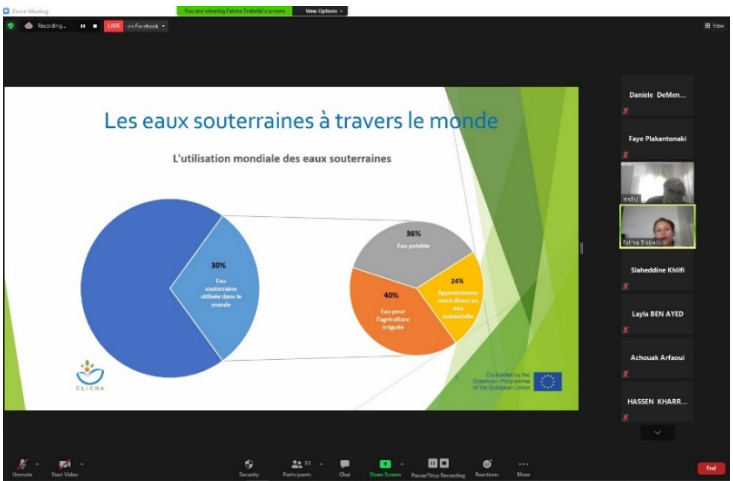 Zoom Meeting
You are viewing Fatma Trabelsi's screen
View Options
Recording...
LIVE
on Facebook
View
Les eaux souterraines à travers le monde
L'utilisation mondiale des eaux souterraines
30%
Eau
souterraine
utilisée dans le
monde
36%
Eau potable
24%
Approvisionne
ment direct en
eau
industrielle
40%
Eau pour
l'agriculture
irriguée
CLICHA
Co-funded by the
Erasmus+ Programme
of the European Union
Daniele DeMen...
Faye Plakantonaki
mohd
Fatma Trabelsi
Slaheddine Khlifi
Layla BEN AYED
Achouak Arfaoui
HASSEN KHARR...
Unmute
Start Video
Security
Participants
33
Chat
Share Screen
Pause/Stop Recording
Reactions
More
End